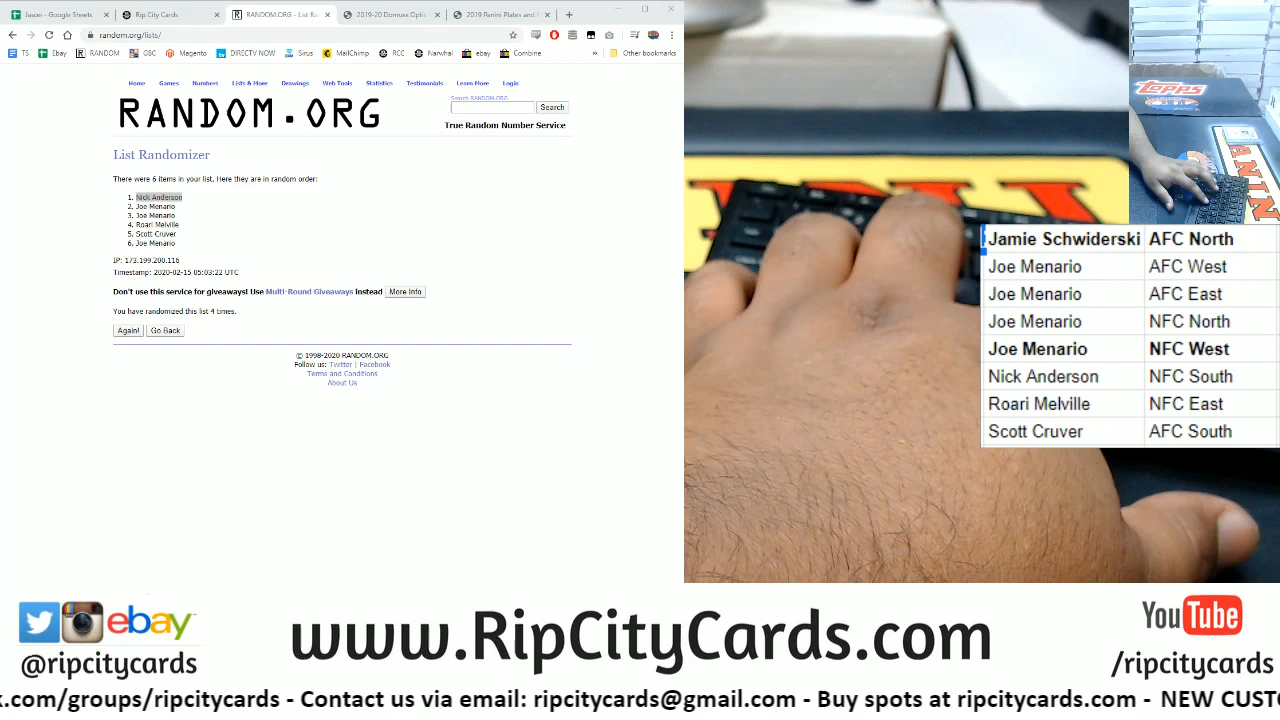 Jason - Google Sheets
Rip City Cards
RANDOM.ORG - List Ra
2019-20 Donruss Optic
2019 Panini Plates and
random.org/lists/
TS Ebay RANDOM GBC Magento DIRECTV NOW Sirus MailChimp RCC Narwhal ebay Combine » Other bookmarks
Home Games Numbers Lists & More Drawings Web Tools Statistics Testimonials Learn More Login
RANDOM.ORG
Search RANDOM.ORG
Search
True Random Number Service
List Randomizer
There were 6 items in your list. Here they are in random order:
1. Nick Anderson
2. Joe Menario
3. Joe Menario
4. Roari Melville
5. Scott Cruver
6. Joe Menario
IP: 173.199.200.116
Timestamp: 2020-02-15 05:03:22 UTC
Don't use this service for giveaways! Use Multi-Round Giveaways instead More Info
You have randomized this list 4 times.
Again! Go Back
© 1998-2020 RANDOM.ORG
Follow us: Twitter | Facebook
Terms and Conditions
About Us
TOPPS
ANIN
Jamie Schwiderski AFC North
Joe Menario AFC West
Joe Menario AFC East
Joe Menario NFC North
Joe Menario NFC West
Nick Anderson NFC South
Roari Melville NFC East
Scott Cruver AFC South
ebay
@ripcitycards
www.RipCityCards.com
YouTube
/ripcitycards
k.com/groups/ripcitycards - Contact us via email: ripcitycards@gmail.com - Buy spots at ripcitycards.com - NEW CUSTO